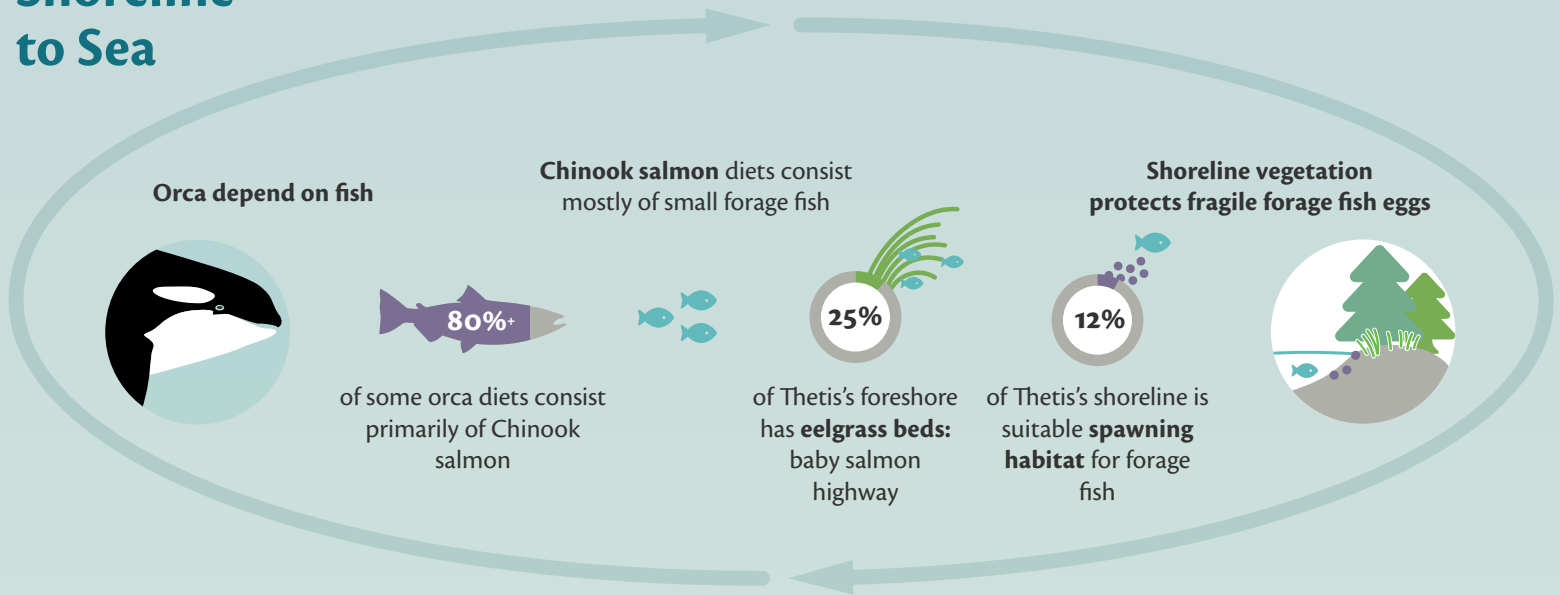 Shoreline
to Sea
Orca depend on fish
80%+
of some orca diets consist
primarily of Chinook
salmon
Chinook salmon diets consist
mostly of small forage fish
25%
of Thetis’s foreshore
has eelgrass beds:
baby salmon
highway
12%
of Thetis’s shoreline is
suitable spawning
habitat for forage
fish
Shoreline vegetation
protects fragile forage fish eggs